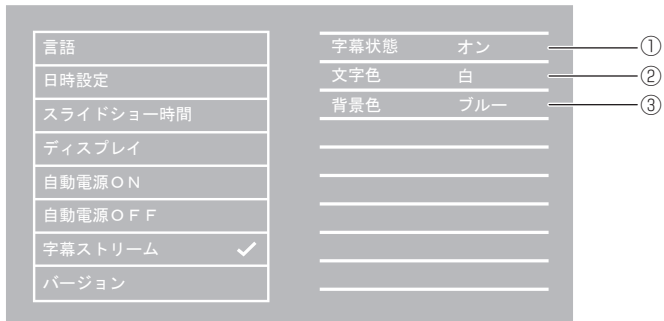 言語
日時設定
スライドショー時間
ディスプレイ
自動電源ＯＮ
自動電源ＯＦＦ
字幕ストリーム ✓
バージョン
字幕状態 オン ①
文字色 白 ②
背景色 ブルー ③